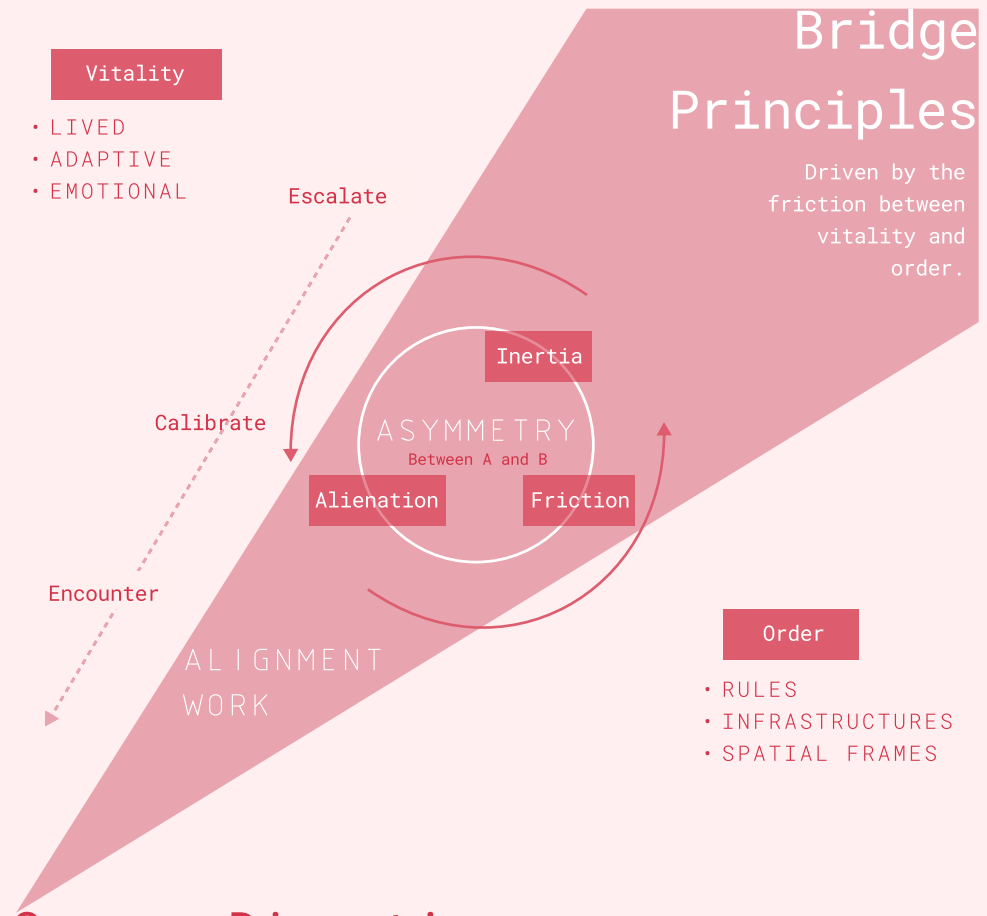 Bridge
Principles
Driven by the
friction between
vitality and
order.
Vitality
• LIVED
• ADAPTIVE
• EMOTIONAL
Escalate
Calibrate
Encounter
Inertia
ASYMMETRY
Between A and B
Alienation
Friction
ALIGNMENT
WORK
Order
• RULES
• INFRASTRUCTURES
• SPATIAL FRAMES